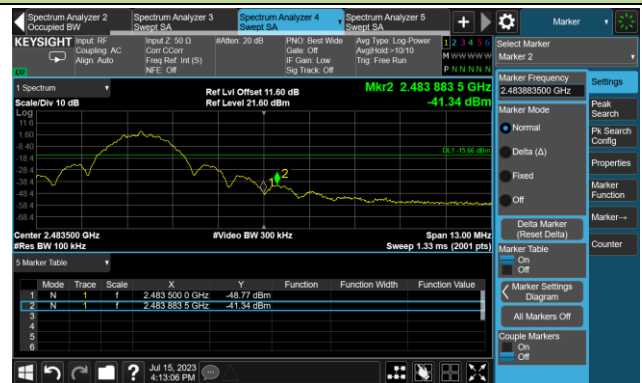 Spectrum Analyzer 2
Occupied BW
Spectrum Analyzer 3
Swept SA
Spectrum Analyzer 4
Swept SA
Spectrum Analyzer 5
Swept SA
Marker
KEYSIGHT
Input: RF
Coupling: AC
Align: Auto
Input Z: 50 Ω
Corr CCorr
Freq Ref: Int (S)
NFE: Off
#Atten: 20 dB
PNO: Best Wide
Gate: Off
IF Gain: Low
Sig Track: Off
Avg Type: Log-Power
Avg|Hold:>10/10
Trig: Free Run
1 2 3 4 5 6
M W W W W W
P N N N N N
LXI
1 Spectrum
Scale/Div 10 dB
Ref Lvl Offset 11.60 dB
Ref Level 21.60 dBm
Mkr2 2.483 883 5 GHz
-41.34 dBm
Log
11.6
1.60
-8.40
-18.4
-28.4
-38.4
-48.4
-58.4
-68.4
DL1 -15.66 dBm
1
2
Center 2.483500 GHz
#Res BW 100 kHz
#Video BW 300 kHz
Span 13.00 MHz
Sweep 1.33 ms (2001 pts)
5 Marker Table
Mode Trace Scale X Y Function Function Width Function Value
1 N 1 f 2.483 500 0 GHz -48.77 dBm
2 N 1 f 2.483 883 5 GHz -41.34 dBm
3
4
5
6
Select Marker
Marker 2
Marker Frequency
2.483883500 GHz
Marker Mode
Normal
Delta (Δ)
Fixed
Off
Delta Marker
(Reset Delta)
Marker Table
On
Off
Marker Settings
Diagram
All Markers Off
Couple Markers
On
Off
Settings
Peak
Search
Pk Search
Config
Properties
Marker
Function
Marker→
Counter
Jul 15, 2023
4:13:06 PM